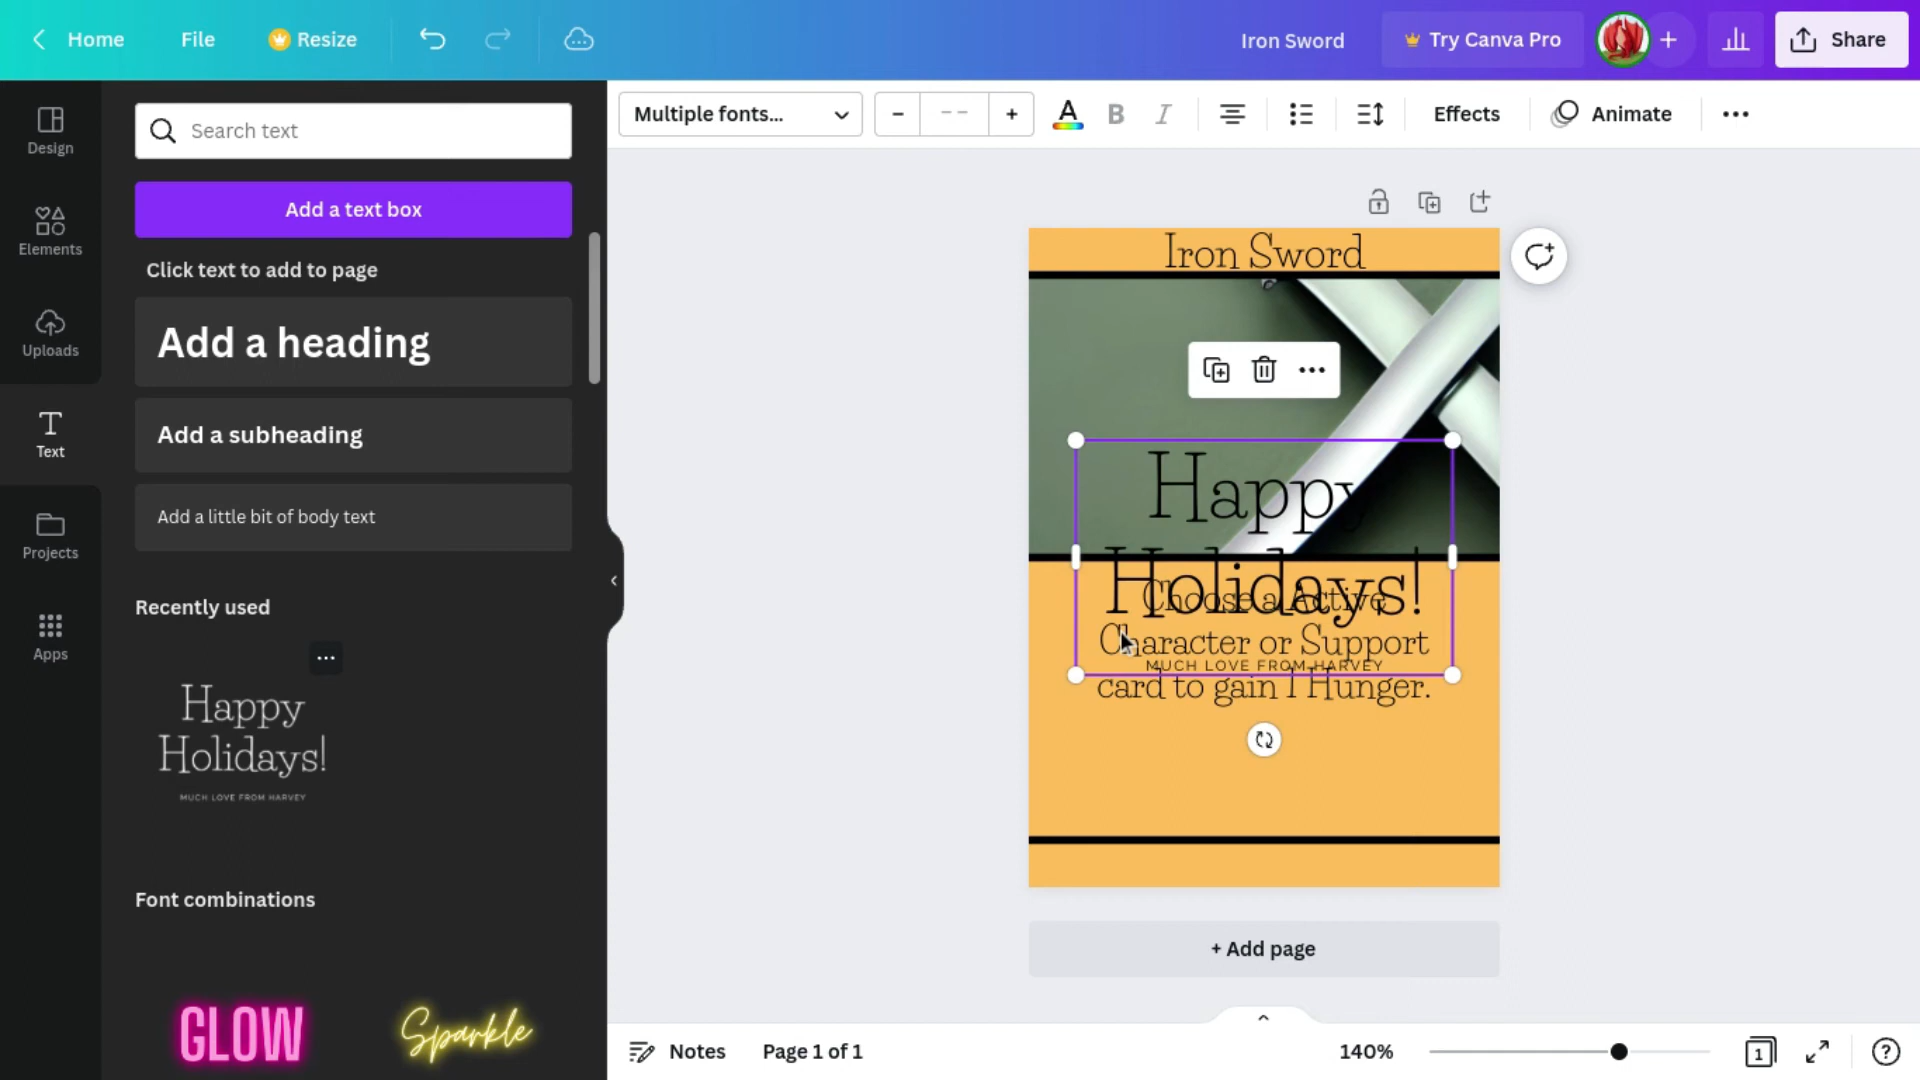 Home File Resize Iron Sword Try Canva Pro + Share
Design
Elements
Uploads
Text
Projects
Apps
Search text
Add a text box
Click text to add to page
Add a heading
Add a subheading
Add a little bit of body text
Recently used
Happy
Holidays!
MUCH LOVE FROM HARVEY
Font combinations
GLOW Sparkle
Multiple fonts... – – – + A B I Effects Animate
Iron Sword
Happy
Holidays!
Choose a Active
Character or Support
MUCH LOVE FROM HARVEY
card to gain 1 Hunger.
+ Add page
Notes Page 1 of 1 140% 1 ?